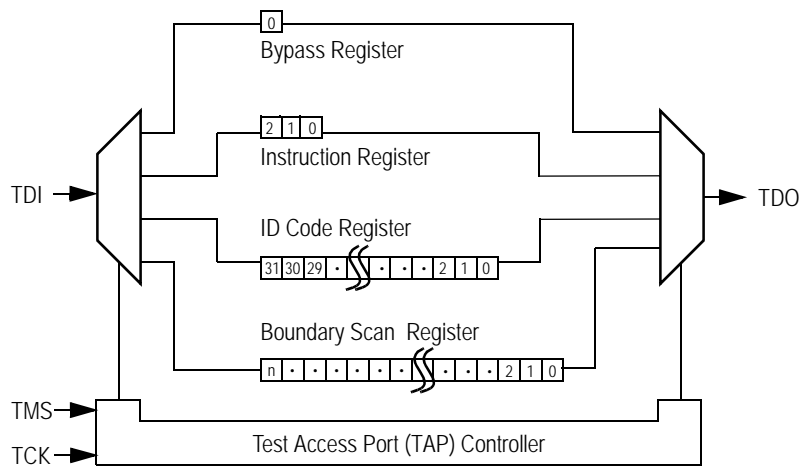 0
Bypass Register
2 1 0
Instruction Register
TDI
TDO
ID Code Register
31 30 29 · · · · 2 1 0
Boundary Scan Register
n · · · · · · · · · · 2 1 0
TMS
TCK
Test Access Port (TAP) Controller